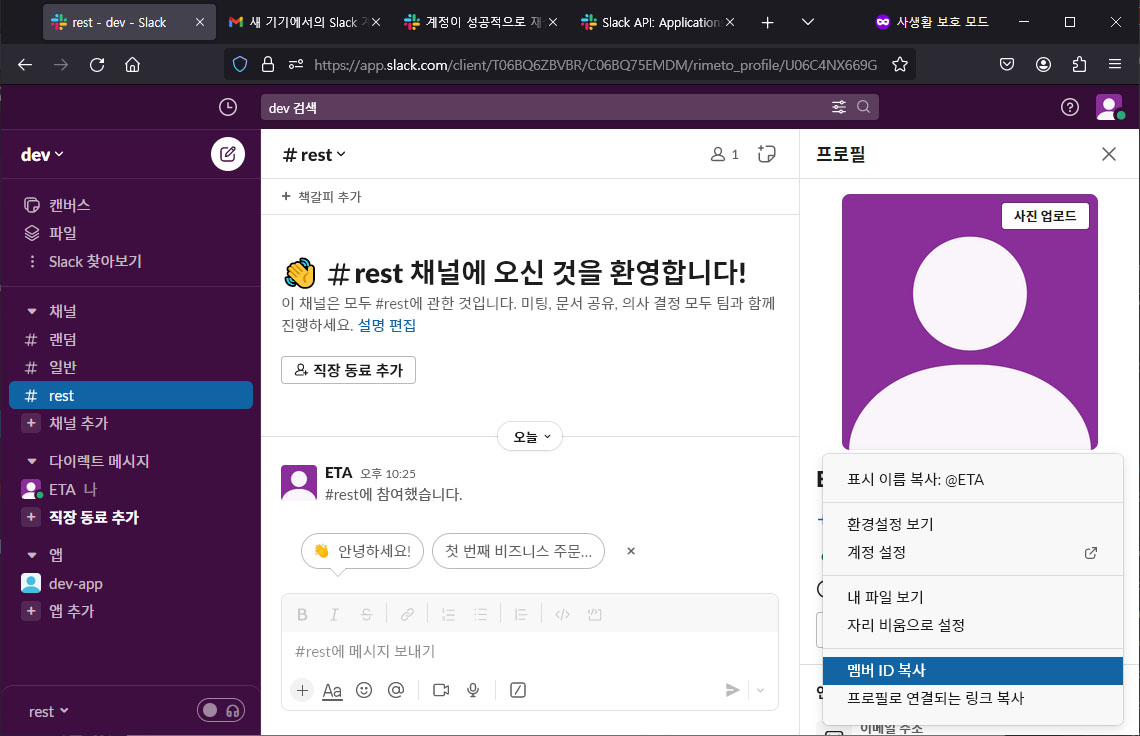 rest - dev - Slack
새 기기에서의 Slack
계정이 성공적으로 재
Slack API: Application
사생활 보호 모드
https://app.slack.com/client/T06BQ6ZBVBR/C06BQ75EMDM/rimeto_profile/U06C4NX669G
dev 검색
dev
캔버스
파일
Slack 찾아보기
채널
# 랜덤
# 일반
# rest
+ 채널 추가
다이렉트 메시지
ETA 나
+ 직장 동료 추가
앱
dev-app
+ 앱 추가
rest
# rest
1
+ 책갈피 추가
👋 #rest 채널에 오신 것을 환영합니다!
이 채널은 모두 #rest에 관한 것입니다. 미팅, 문서 공유, 의사 결정 모두 팀과 함께
진행하세요. 설명 편집
직장 동료 추가
오늘
ETA 오후 10:25
#rest에 참여했습니다.
👋 안녕하세요!
첫 번째 비즈니스 주문...
B I S
#rest에 메시지 보내기
+ Aa @
프로필
사진 업로드
표시 이름 복사: @ETA
환경설정 보기
계정 설정
내 파일 보기
자리 비움으로 설정
멤버 ID 복사
프로필로 연결되는 링크 복사
이메일 주소